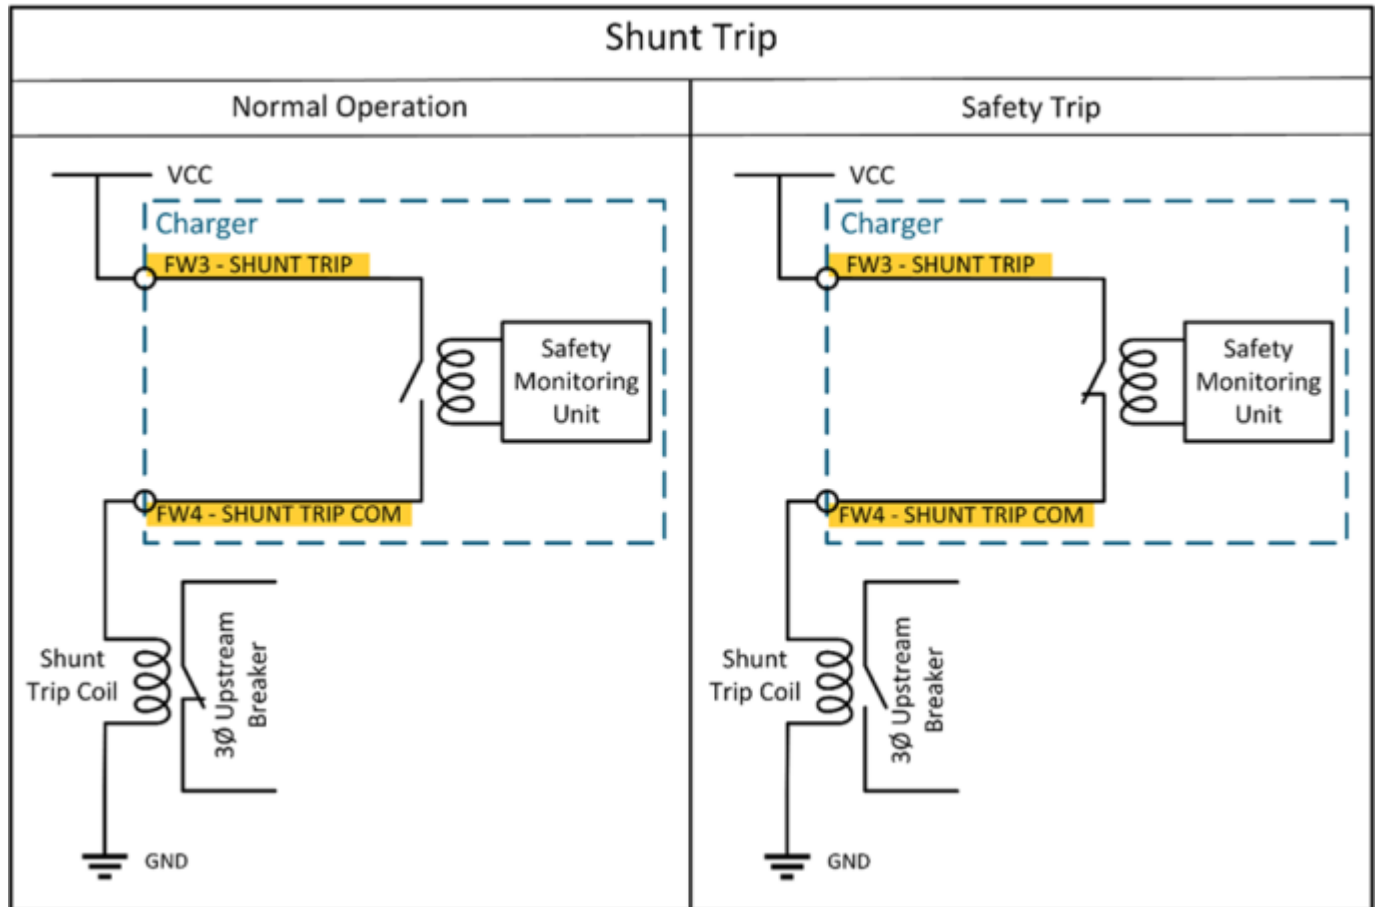 Shunt Trip
Normal Operation
VCC
Charger
FW3 - SHUNT TRIP
Safety
Monitoring
Unit
FW4 - SHUNT TRIP COM
Shunt
Trip Coil
3Ø Upstream
Breaker
GND
Safety Trip
VCC
Charger
FW3 - SHUNT TRIP
Safety
Monitoring
Unit
FW4 - SHUNT TRIP COM
Shunt
Trip Coil
3Ø Upstream
Breaker
GND